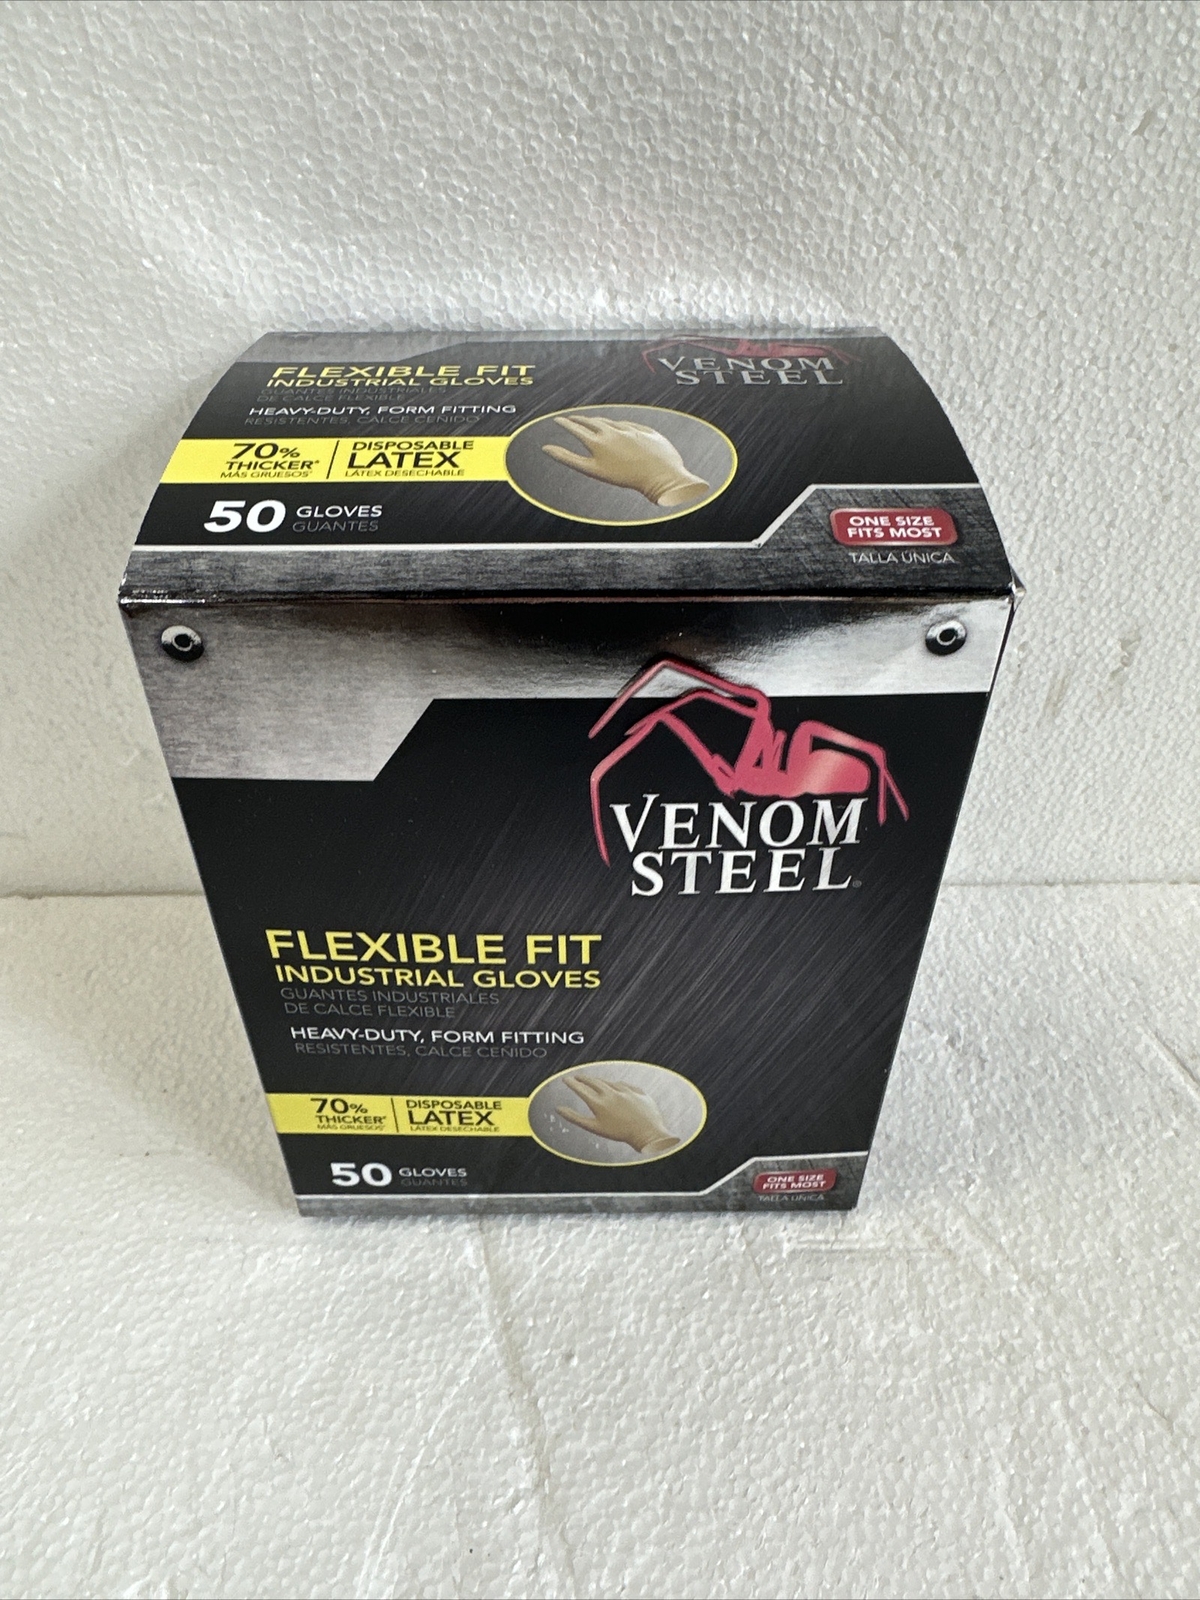 FLEXIBLE FIT
INDUSTRIAL GLOVES
GUANTES INDUSTRIALES
DE CALCE FLEXIBLE
HEAVY-DUTY, FORM FITTING
RESISTENTES, CALCE CEÑIDO
70% THICKER*
MÁS GRUESOS*
DISPOSABLE
LATEX
LÁTEX DESECHABLE
50 GLOVES
GUANTES
VENOM
STEEL
ONE SIZE
FITS MOST
TALLA ÚNICA
VENOM
STEEL
FLEXIBLE FIT
INDUSTRIAL GLOVES
GUANTES INDUSTRIALES
DE CALCE FLEXIBLE
HEAVY-DUTY, FORM FITTING
RESISTENTES, CALCE CEÑIDO
70% THICKER*
MÁS GRUESOS*
DISPOSABLE
LATEX
LÁTEX DESECHABLE
50 GLOVES
GUANTES
ONE SIZE
FITS MOST
TALLA ÚNICA